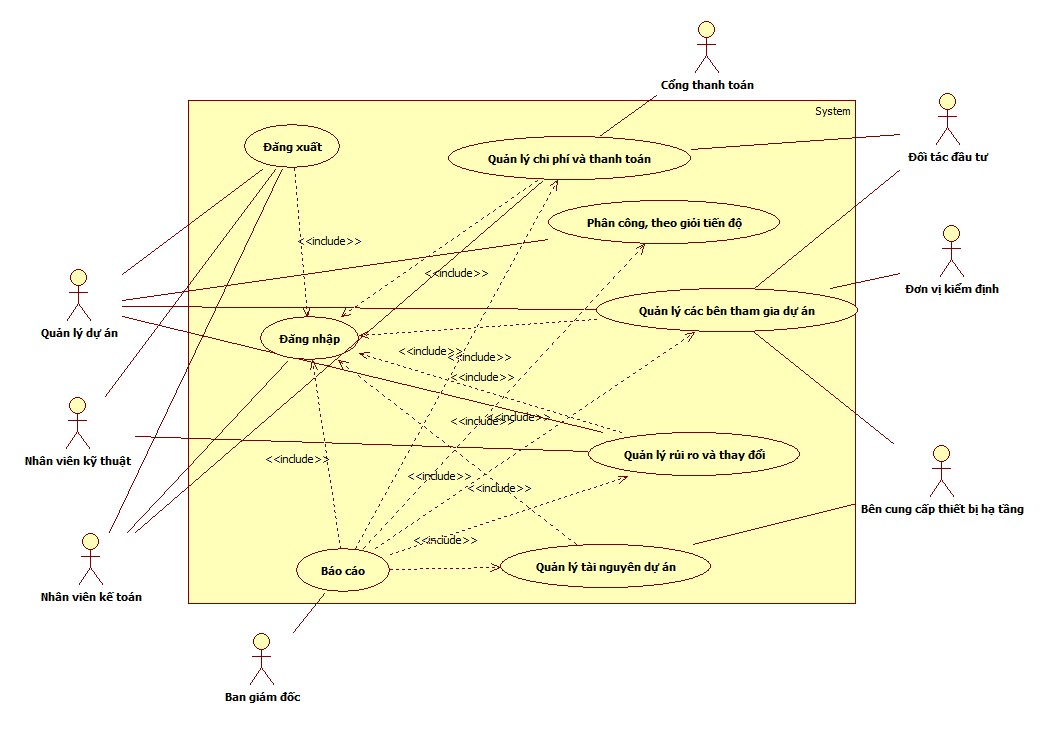 Cổng thanh toán
System
Đăng xuất
Quản lý chi phí và thanh toán
Đối tác đầu tư
Phân công, theo giỏi tiến độ
<<include>>
<<include>>
Đơn vị kiểm định
Quản lý dự án
Quản lý các bên tham gia dự án
Đăng nhập
<<include>>
<<include>>
<<include>>
<<include>>
<<include>>
Nhân viên kỹ thuật
<<include>>
Quản lý rủi ro và thay đổi
<<include>>
<<include>>
Bên cung cấp thiết bị hạ tầng
<<include>>
Báo cáo
Quản lý tài nguyên dự án
Nhân viên kế toán
Ban giám đốc